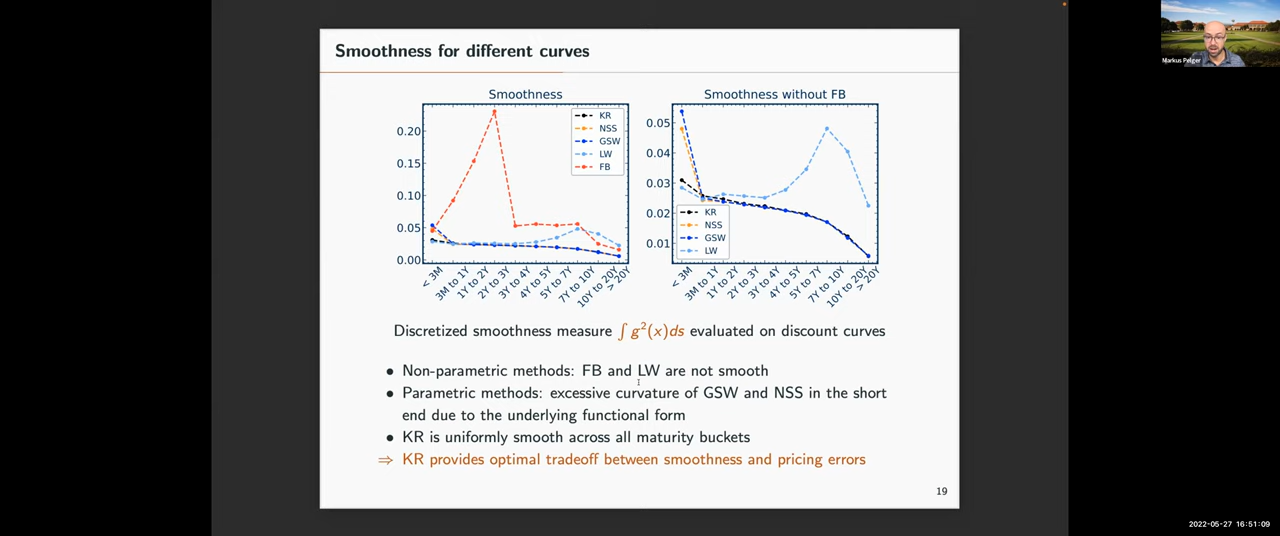 Smoothness for different curves
Smoothness
KR
NSS
GSW
LW
FB
0.20
0.15
0.10
0.05
0.00
< 3M
3M to 1Y
1Y to 2Y
2Y to 3Y
3Y to 4Y
4Y to 5Y
5Y to 7Y
7Y to 10Y
10Y to 20Y
> 20Y
Smoothness without FB
0.05
0.04
0.03
0.02
0.01
KR
NSS
GSW
LW
< 3M
3M to 1Y
1Y to 2Y
2Y to 3Y
3Y to 4Y
4Y to 5Y
5Y to 7Y
7Y to 10Y
10Y to 20Y
> 20Y
Discretized smoothness measure ∫ g²(x)ds evaluated on discount curves
• Non-parametric methods: FB and LW are not smooth
• Parametric methods: excessive curvature of GSW and NSS in the short
end due to the underlying functional form
• KR is uniformly smooth across all maturity buckets
⇒ KR provides optimal tradeoff between smoothness and pricing errors
19
Markus Pelger
2022-05-27 16:51:09